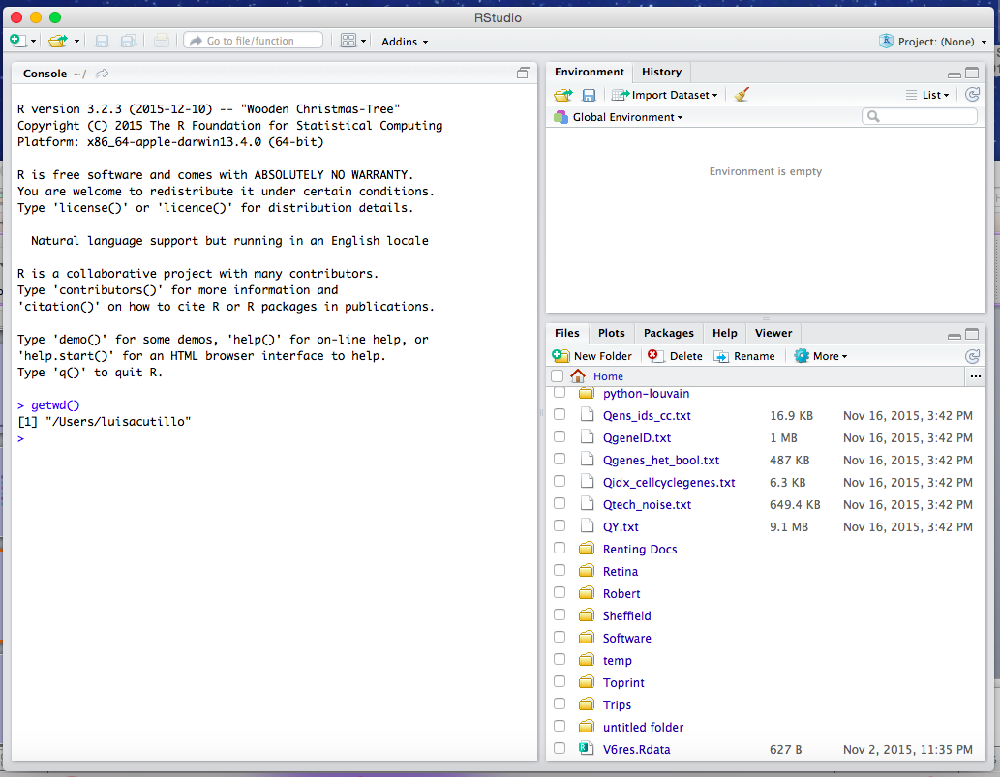 RStudio
Go to file/function
Addins
Project: (None)
Console ~/
R version 3.2.3 (2015-12-10) -- "Wooden Christmas-Tree"
Copyright (C) 2015 The R Foundation for Statistical Computing
Platform: x86_64-apple-darwin13.4.0 (64-bit)
R is free software and comes with ABSOLUTELY NO WARRANTY.
You are welcome to redistribute it under certain conditions.
Type 'license()' or 'licence()' for distribution details.
Natural language support but running in an English locale
R is a collaborative project with many contributors.
Type 'contributors()' for more information and
'citation()' on how to cite R or R packages in publications.
Type 'demo()' for some demos, 'help()' for on-line help, or
'help.start()' for an HTML browser interface to help.
Type 'q()' to quit R.
> getwd()
[1] "/Users/luisacutillo"
>
Environment History
Import Dataset List
Global Environment
Environment is empty
Files Plots Packages Help Viewer
New Folder Delete Rename More
Home ...
python-louvain
Qens_ids_cc.txt 16.9 KB Nov 16, 2015, 3:42 PM
QgeneID.txt 1 MB Nov 16, 2015, 3:42 PM
Qgenes_het_bool.txt 487 KB Nov 16, 2015, 3:42 PM
Qidx_cellcyclegenes.txt 6.3 KB Nov 16, 2015, 3:42 PM
Qtech_noise.txt 649.4 KB Nov 16, 2015, 3:42 PM
QY.txt 9.1 MB Nov 16, 2015, 3:42 PM
Renting Docs
Retina
Robert
Sheffield
Software
temp
Toprint
Trips
untitled folder
V6res.Rdata 627 B Nov 2, 2015, 11:35 PM